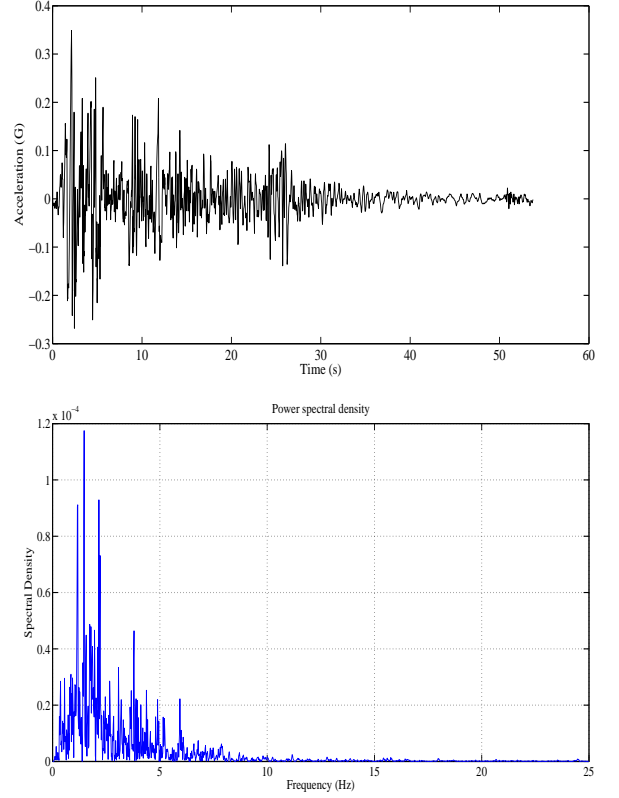 0.4
0.3
0.2
0.1
0
−0.1
−0.2
−0.3
Acceleration (G)
0 10 20 30 40 50 60
Time (s)
Power spectral density
x 10⁻⁴
1.2
1
0.8
0.6
0.4
0.2
0
Spectral Density
0 5 10 15 20 25
Frequency (Hz)